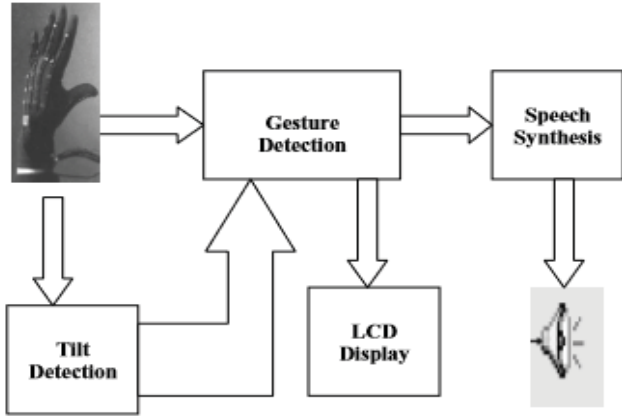 Gesture
Detection
Speech
Synthesis
Tilt
Detection
LCD
Display